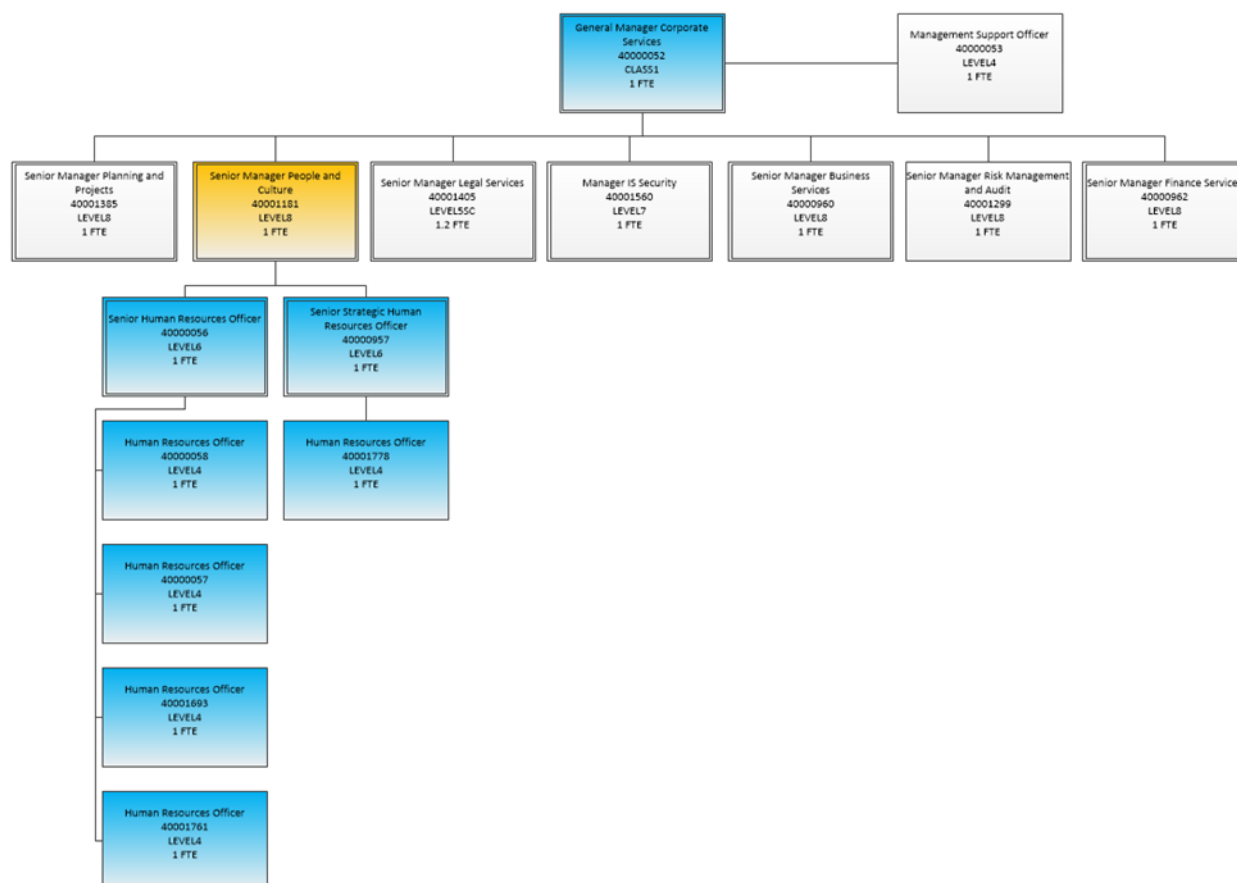 General Manager Corporate
Services
40000052
CLASS1
1 FTE
Management Support Officer
40000053
LEVEL4
1 FTE
Senior Manager Planning and
Projects
40001385
LEVEL8
1 FTE
Senior Manager People and
Culture
40001181
LEVEL8
1 FTE
Senior Manager Legal Services
40001405
LEVEL5SC
1.2 FTE
Manager IS Security
40001560
LEVEL7
1 FTE
Senior Manager Business
Services
40000960
LEVEL8
1 FTE
Senior Manager Risk Management
and Audit
40001299
LEVEL8
1 FTE
Senior Manager Finance Service
40000962
LEVEL8
1 FTE
Senior Human Resources Officer
40000056
LEVEL6
1 FTE
Senior Strategic Human
Resources Officer
40000957
LEVEL6
1 FTE
Human Resources Officer
40000058
LEVEL4
1 FTE
Human Resources Officer
40001778
LEVEL4
1 FTE
Human Resources Officer
40000057
LEVEL4
1 FTE
Human Resources Officer
40001693
LEVEL4
1 FTE
Human Resources Officer
40001761
LEVEL4
1 FTE